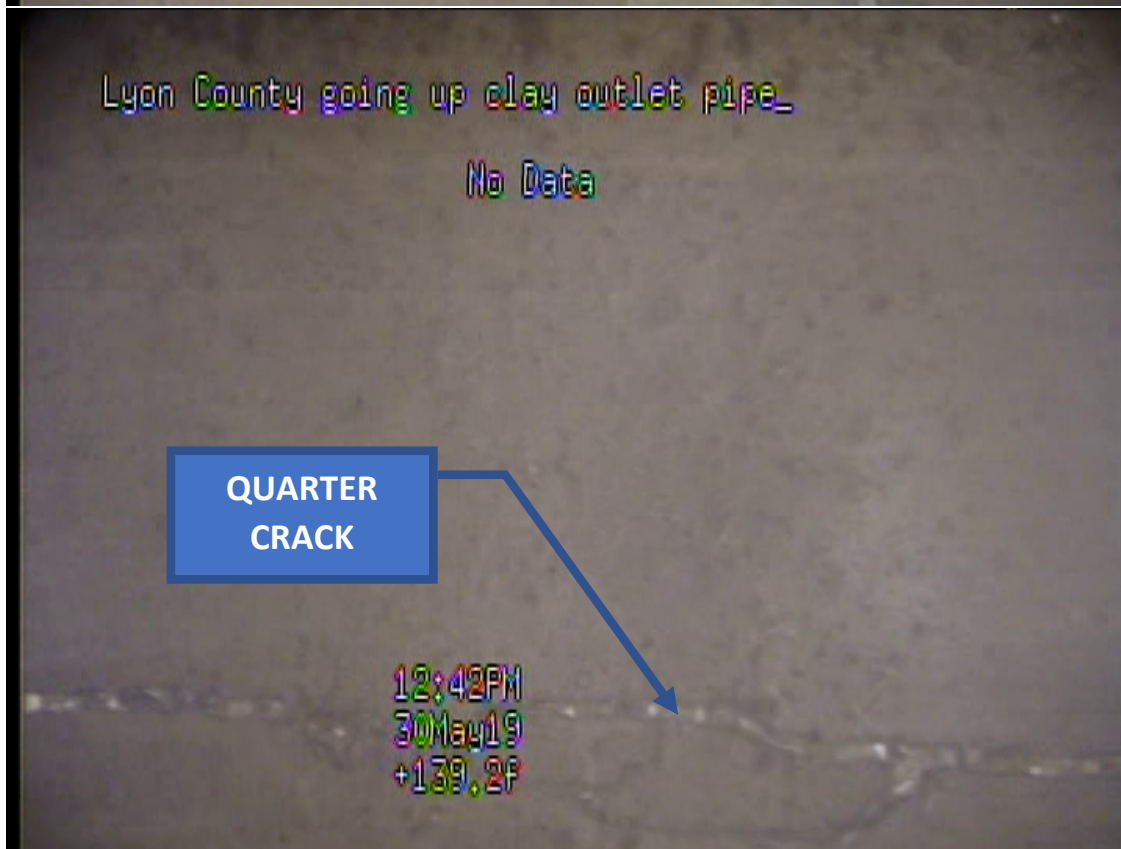 Lyon County going up clay outlet pipe_
No Data
QUARTER
CRACK
12:42PM
30May19
+139.2f